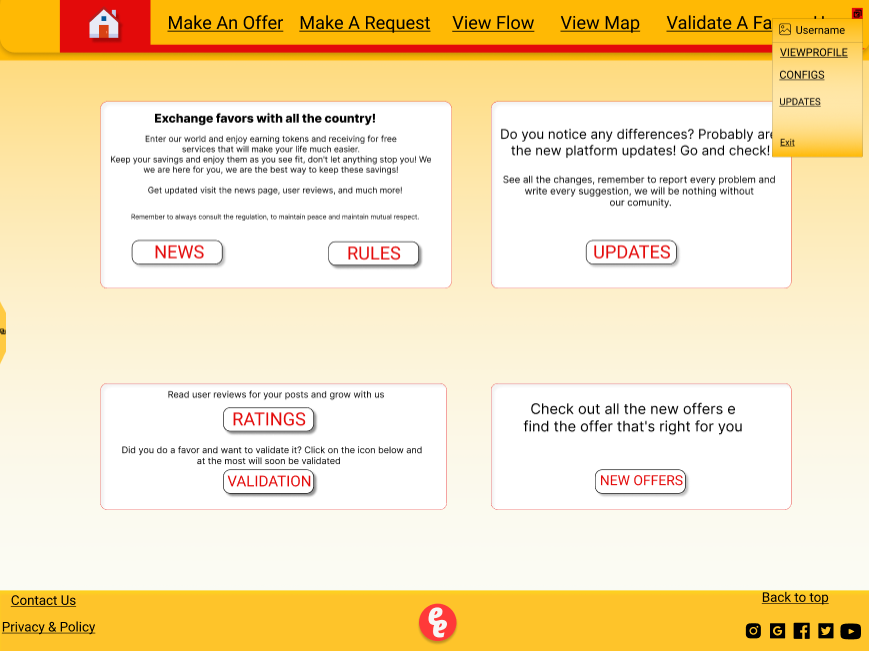 Make An Offer Make A Request View Flow View Map Validate A Fa
Username
VIEWPROFILE
CONFIGS
UPDATES
Exit
Exchange favors with all the country!
Enter our world and enjoy earning tokens and receiving for free
services that will make your life much easier.
Keep your savings and enjoy them as you see fit, don't let anything stop you! We
we are here for you, we are the best way to keep these savings!
Get updated visit the news page, user reviews, and much more!
Remember to always consult the regulation, to maintain peace and maintain mutual respect.
NEWS RULES
Do you notice any differences? Probably are
the new platform updates! Go and check!
See all the changes, remember to report every problem and
write every suggestion, we will be nothing without
our comunity.
UPDATES
Read user reviews for your posts and grow with us
RATINGS
Did you do a favor and want to validate it? Click on the icon below and
at the most will soon be validated
VALIDATION
Check out all the new offers e
find the offer that's right for you
NEW OFFERS
Contact Us
Privacy & Policy
Back to top